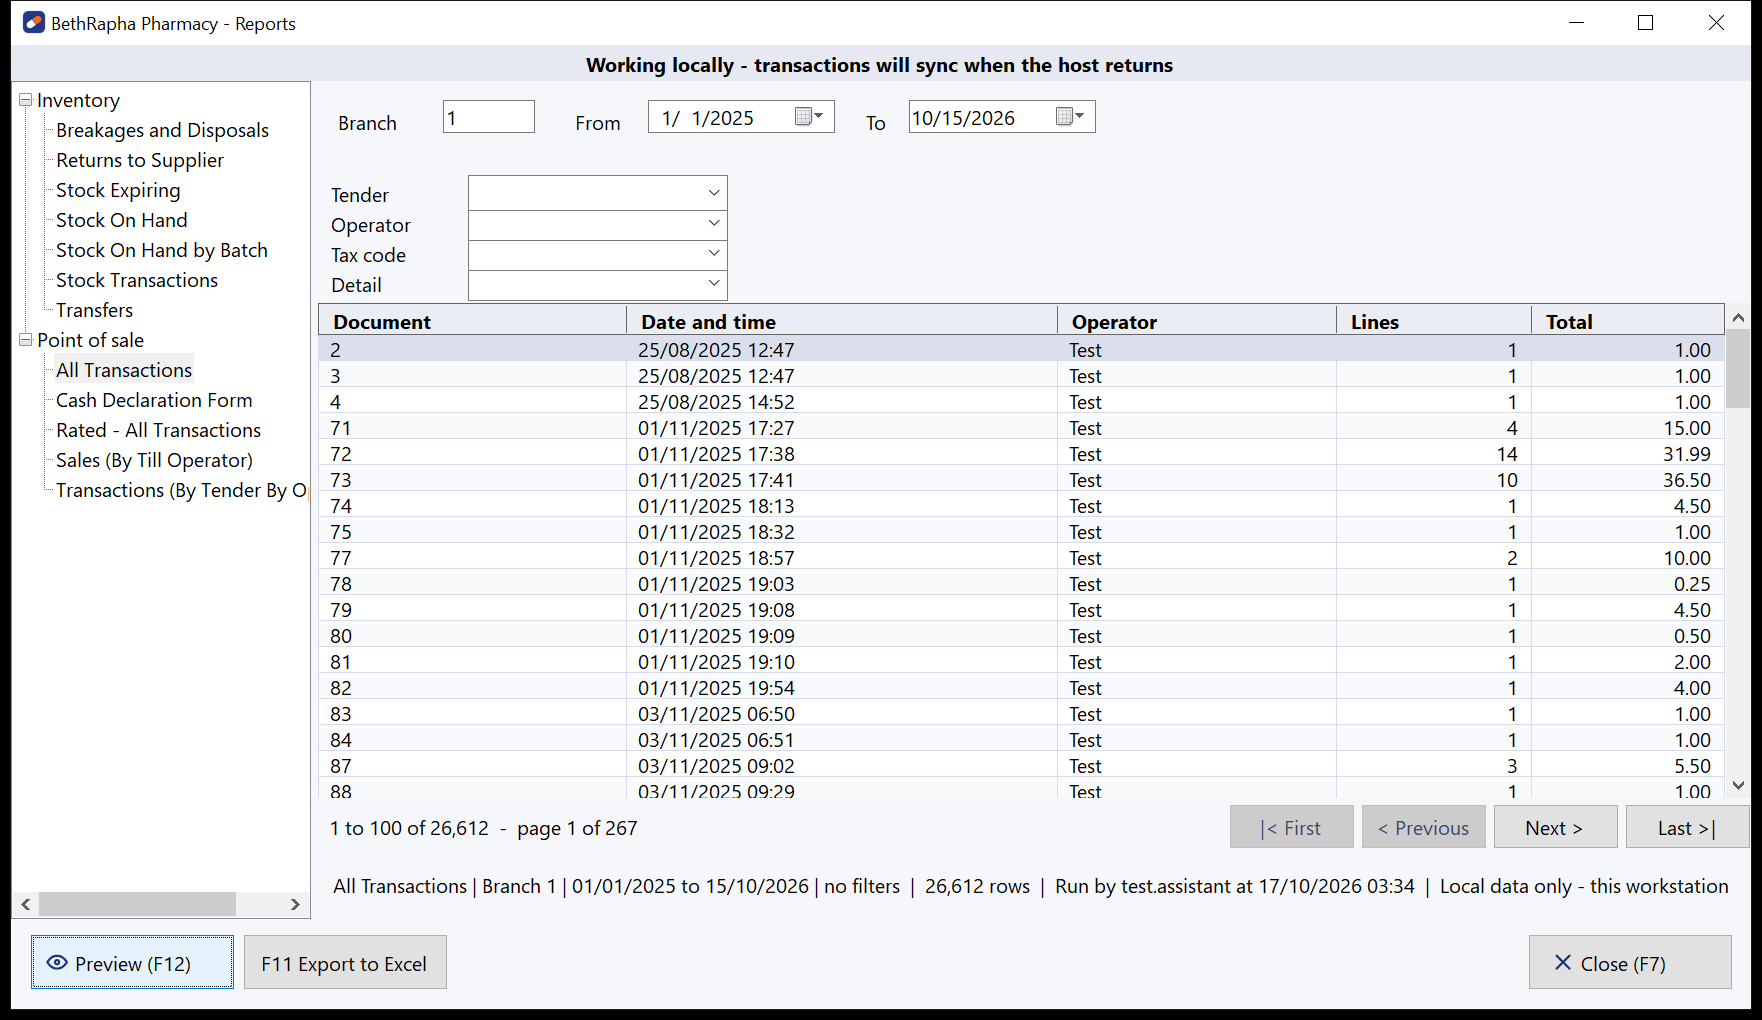 BethRapha Pharmacy - Reports
Working locally - transactions will sync when the host returns
Inventory
Breakages and Disposals
Returns to Supplier
Stock Expiring
Stock On Hand
Stock On Hand by Batch
Stock Transactions
Transfers
Point of sale
All Transactions
Cash Declaration Form
Rated - All Transactions
Sales (By Till Operator)
Transactions (By Tender By O
Branch 1 From 1/ 1/2025 To 10/15/2026
Tender
Operator
Tax code
Detail
Document Date and time Operator Lines Total
2 25/08/2025 12:47 Test 1 1.00
3 25/08/2025 12:47 Test 1 1.00
4 25/08/2025 14:52 Test 1 1.00
71 01/11/2025 17:27 Test 4 15.00
72 01/11/2025 17:38 Test 14 31.99
73 01/11/2025 17:41 Test 10 36.50
74 01/11/2025 18:13 Test 1 4.50
75 01/11/2025 18:32 Test 1 1.00
77 01/11/2025 18:57 Test 2 10.00
78 01/11/2025 19:03 Test 1 0.25
79 01/11/2025 19:08 Test 1 4.50
80 01/11/2025 19:09 Test 1 0.50
81 01/11/2025 19:10 Test 1 2.00
82 01/11/2025 19:54 Test 1 4.00
83 03/11/2025 06:50 Test 1 1.00
84 03/11/2025 06:51 Test 1 1.00
87 03/11/2025 09:02 Test 3 5.50
88 03/11/2025 09:29 Test 1 1.00
1 to 100 of 26,612 - page 1 of 267
|< First < Previous Next > Last >|
All Transactions | Branch 1 | 01/01/2025 to 15/10/2026 | no filters | 26,612 rows | Run by test.assistant at 17/10/2026 03:34 | Local data only - this workstation
Preview (F12) F11 Export to Excel Close (F7)